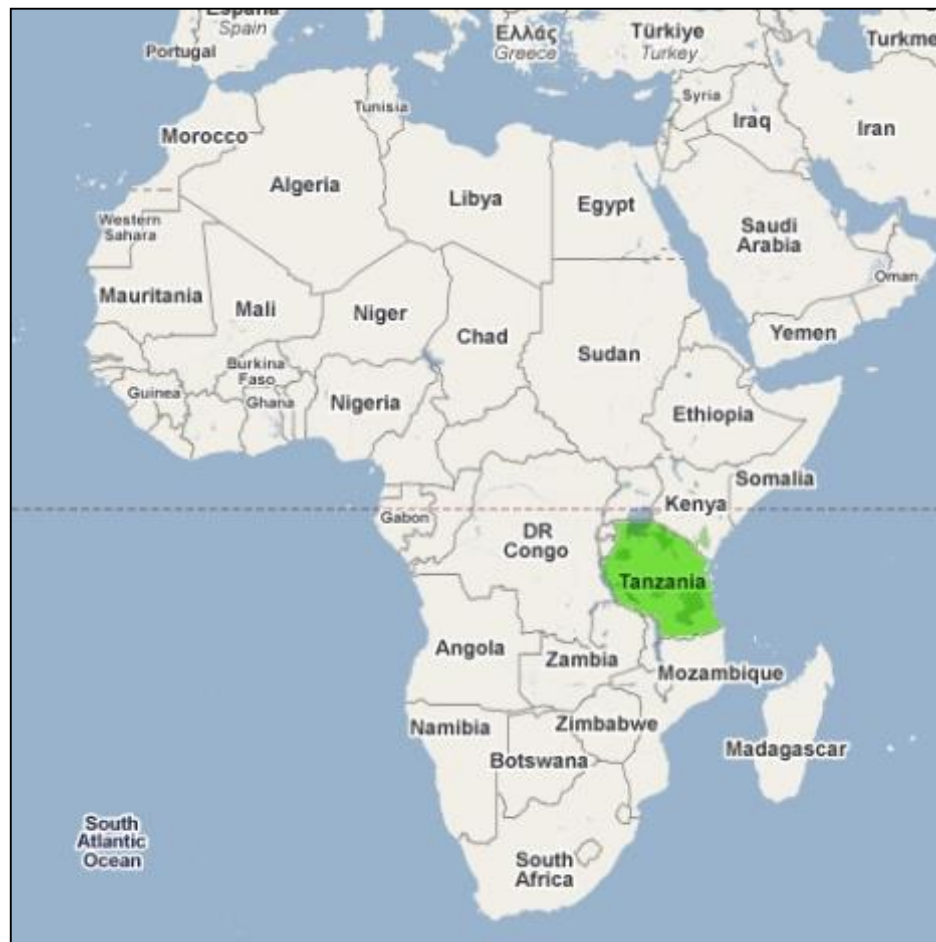 España
Spain
Portugal
Ελλάς
Greece
Türkiye
Turkey
Turkme
Syria
Iraq
Iran
Tunisia
Morocco
Algeria
Libya
Egypt
Western
Sahara
Saudi
Arabia
Oman
Mauritania
Mali
Niger
Chad
Sudan
Yemen
Burkina
Faso
Guinea
Ghana
Nigeria
Ethiopia
Somalia
Kenya
Gabon
DR
Congo
Tanzania
Angola
Zambia
Mozambique
Namibia
Zimbabwe
Botswana
Madagascar
South
Atlantic
Ocean
South
Africa